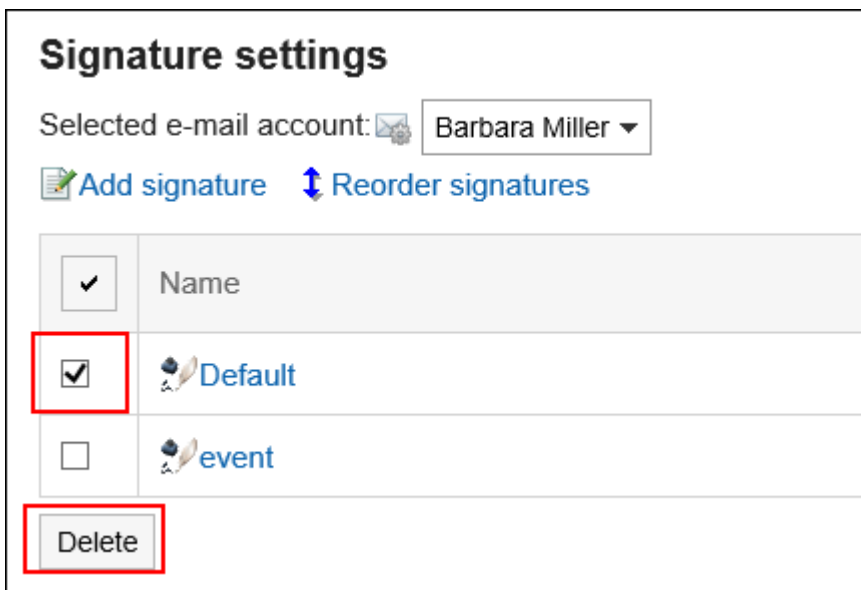 Signature settings
Selected e-mail account: Barbara Miller
Add signature Reorder signatures
Name
Default
event
Delete